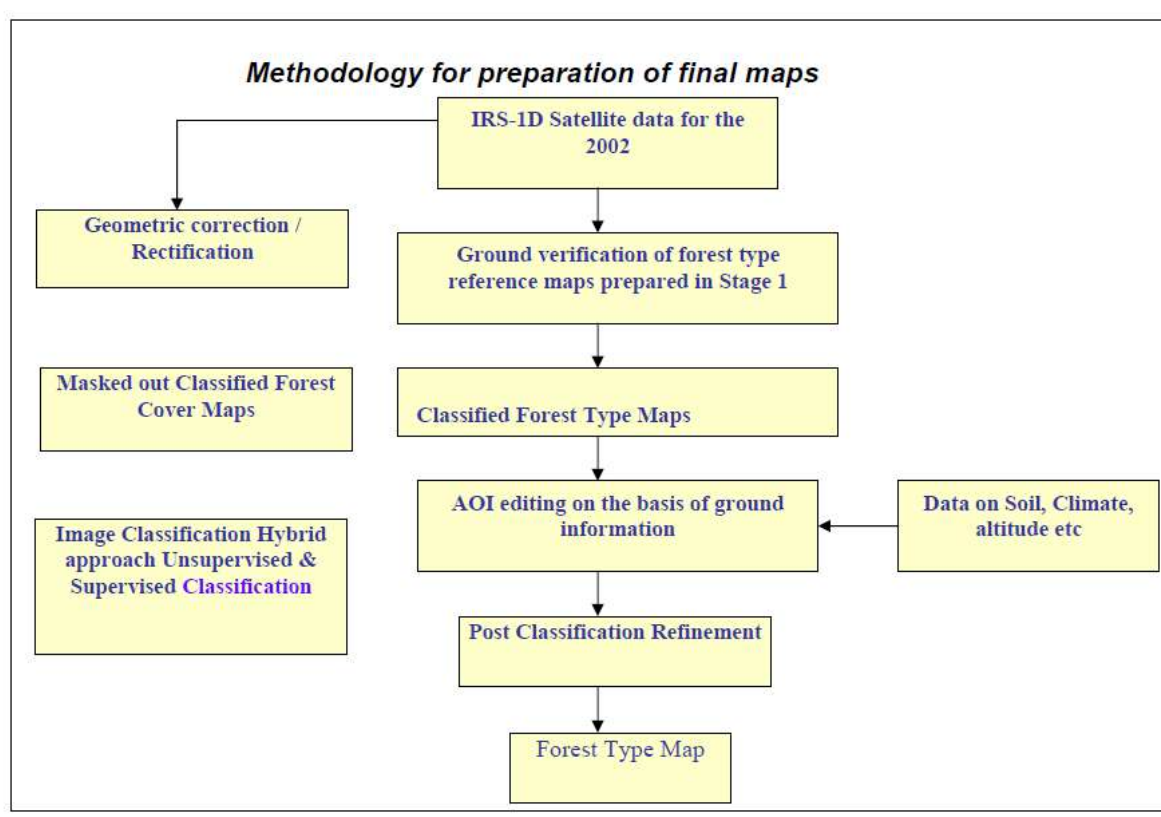 Methodology for preparation of final maps
IRS-1D Satellite data for the
2002
Geometric correction /
Rectification
Ground verification of forest type
reference maps prepared in Stage 1
Masked out Classified Forest
Cover Maps
Classified Forest Type Maps
AOI editing on the basis of ground
information
Data on Soil, Climate,
altitude etc
Image Classification Hybrid
approach Unsupervised &
Supervised Classification
Post Classification Refinement
Forest Type Map